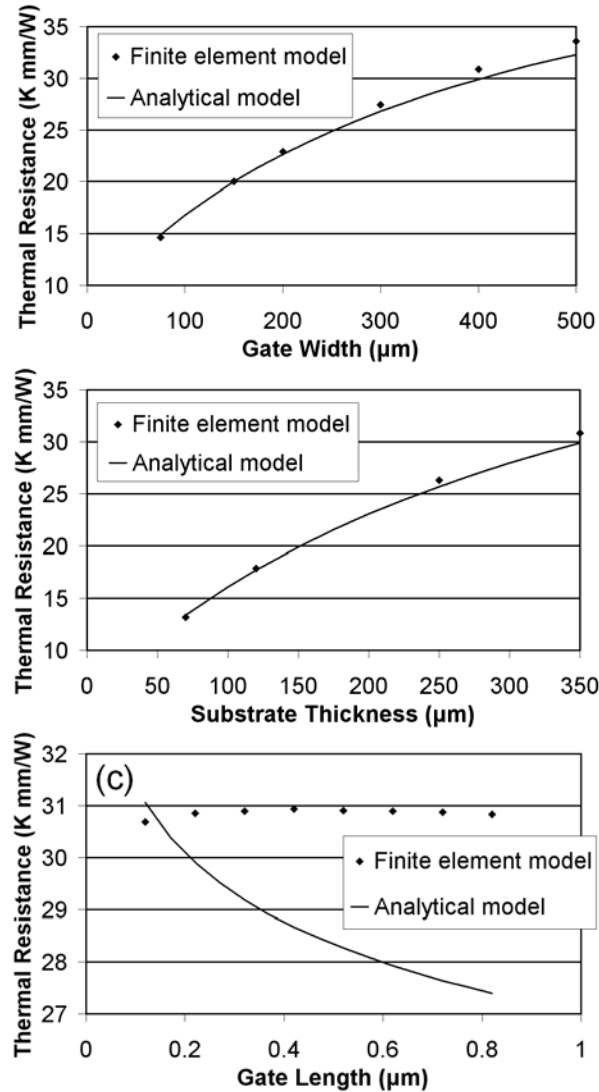 Thermal Resistance (K mm/W)
35
30
25
20
15
10
Finite element model
Analytical model
0
100
200
300
400
500
Gate Width (µm)
Thermal Resistance (K mm/W)
35
30
25
20
15
10
Finite element model
Analytical model
0
50
100
150
200
250
300
350
Substrate Thickness (µm)
Thermal Resistance (K mm/W)
32
31
30
29
28
27
(c)
Finite element model
Analytical model
0
0.2
0.4
0.6
0.8
1
Gate Length (µm)